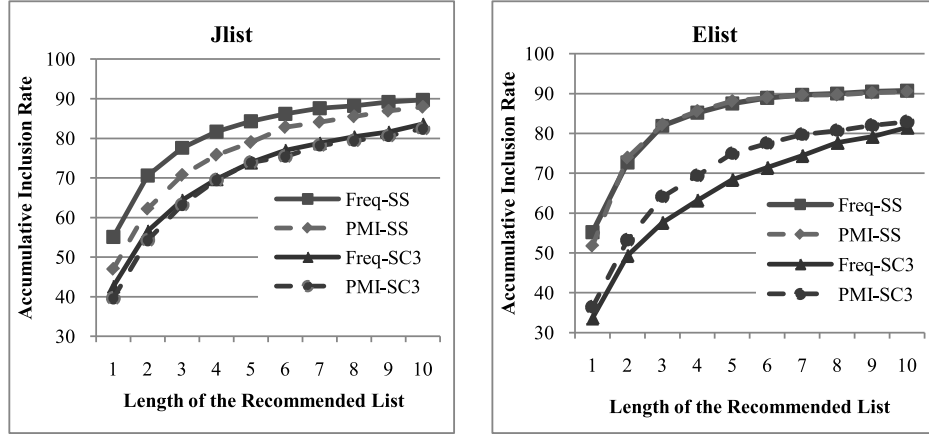 Jlist
Accumulative Inclusion Rate
100
90
80
70
60
50
40
30
Freq-SS
PMI-SS
Freq-SC3
PMI-SC3
1 2 3 4 5 6 7 8 9 10
Length of the Recommended List
Elist
Accumulative Inclusion Rate
100
90
80
70
60
50
40
30
Freq-SS
PMI-SS
Freq-SC3
PMI-SC3
1 2 3 4 5 6 7 8 9 10
Length of the Recommended List